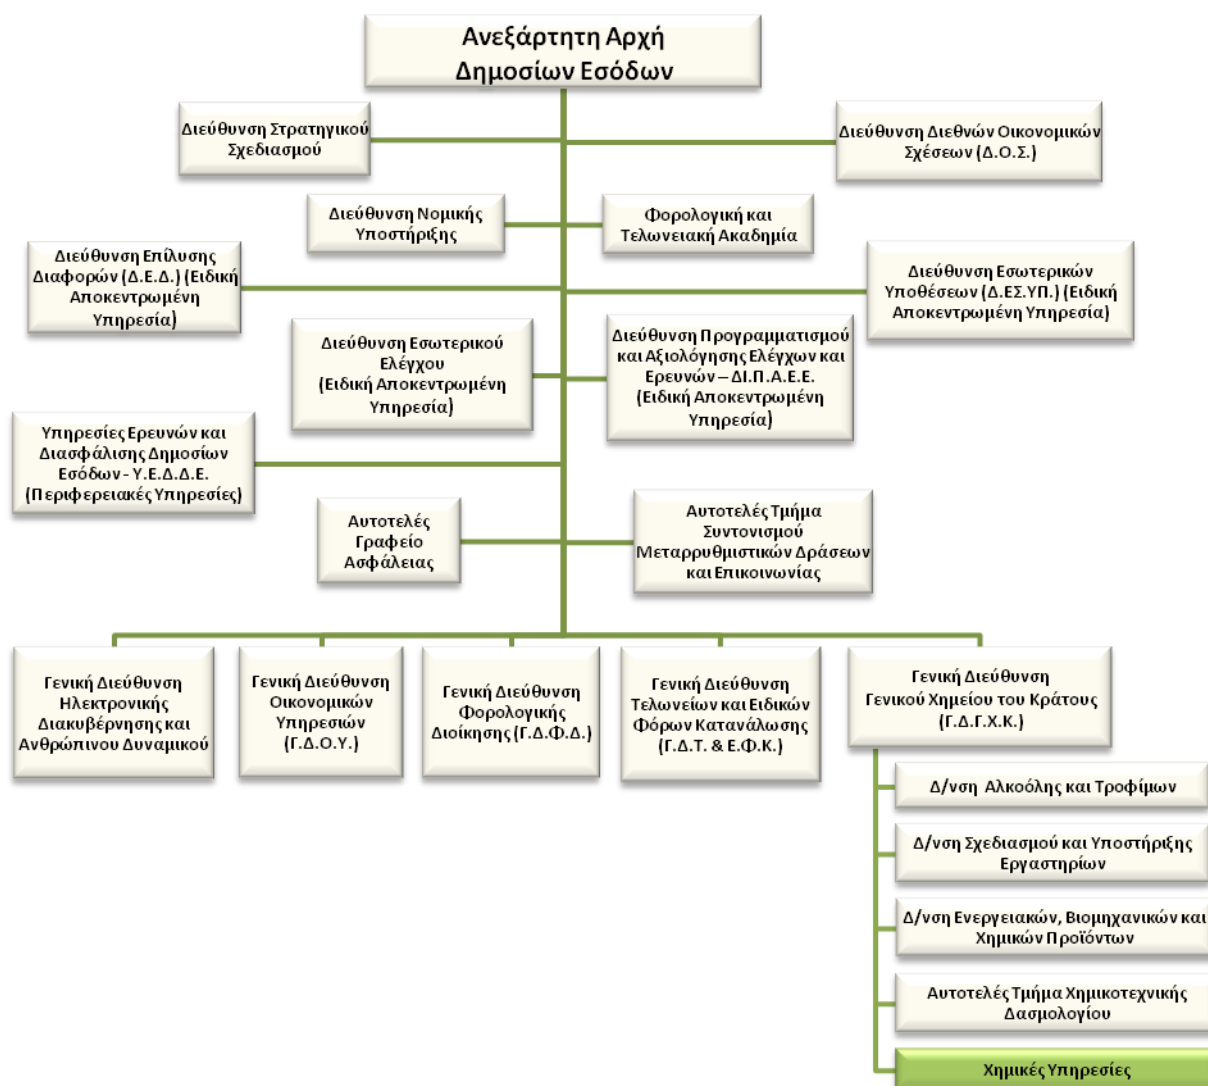 Ανεξάρτητη Αρχή
Δημοσίων Εσόδων
Διεύθυνση Στρατηγικού
Σχεδιασμού
Διεύθυνση Διεθνών Οικονομικών
Σχέσεων (Δ.Ο.Σ.)
Διεύθυνση Νομικής
Υποστήριξης
Φορολογική και
Τελωνειακή Ακαδημία
Διεύθυνση Επίλυσης
Διαφορών (Δ.Ε.Δ.) (Ειδική
Αποκεντρωμένη
Υπηρεσία)
Διεύθυνση Εσωτερικών
Υποθέσεων (Δ.ΕΣ.ΥΠ.) (Ειδική
Αποκεντρωμένη Υπηρεσία)
Διεύθυνση Εσωτερικού
Ελέγχου
(Ειδική Αποκεντρωμένη
Υπηρεσία)
Διεύθυνση Προγραμματισμού
και Αξιολόγησης Ελέγχων και
Ερευνών – ΔΙ.Π.Α.Ε.Ε.
(Ειδική Αποκεντρωμένη
Υπηρεσία)
Υπηρεσίες Ερευνών και
Διασφάλισης Δημοσίων
Εσόδων - Υ.Ε.Δ.Δ.Ε.
(Περιφερειακές Υπηρεσίες)
Αυτοτελές
Γραφείο
Ασφάλειας
Αυτοτελές Τμήμα
Συντονισμού
Μεταρρυθμιστικών Δράσεων
και Επικοινωνίας
Γενική Διεύθυνση
Ηλεκτρονικής
Διακυβέρνησης και
Ανθρώπινου Δυναμικού
Γενική Διεύθυνση
Οικονομικών
Υπηρεσιών
(Γ.Δ.Ο.Υ.)
Γενική Διεύθυνση
Φορολογικής
Διοίκησης (Γ.Δ.Φ.Δ.)
Γενική Διεύθυνση
Τελωνείων και Ειδικών
Φόρων Κατανάλωσης
(Γ.Δ.Τ. & Ε.Φ.Κ.)
Γενική Διεύθυνση
Γενικού Χημείου του Κράτους
(Γ.Δ.Γ.Χ.Κ.)
Δ/νση Αλκοόλης και Τροφίμων
Δ/νση Σχεδιασμού και Υποστήριξης
Εργαστηρίων
Δ/νση Ενεργειακών, Βιομηχανικών και
Χημικών Προϊόντων
Αυτοτελές Τμήμα Χημικοτεχνικής
Δασμολογίου
Χημικές Υπηρεσίες